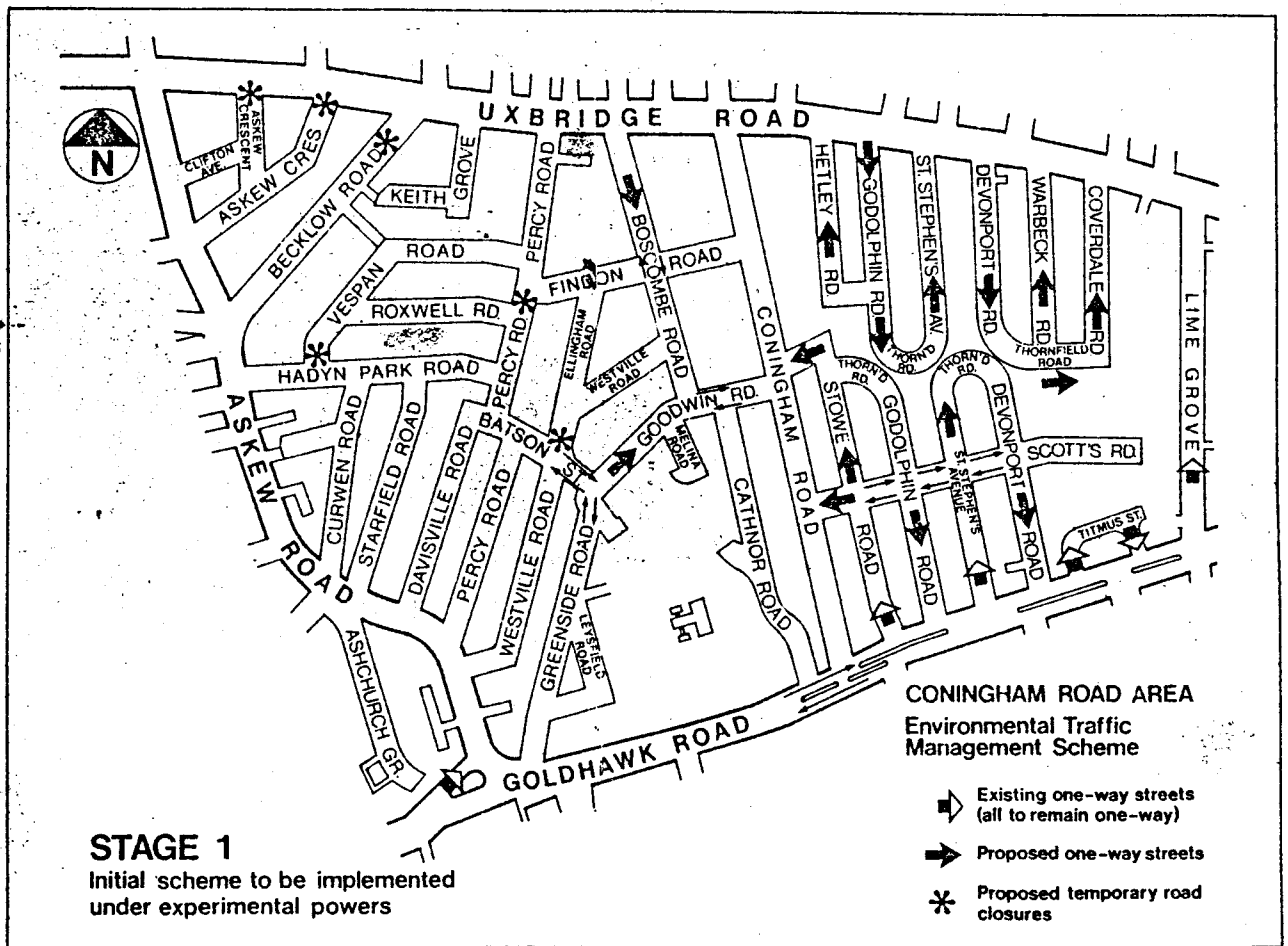 UXBRIDGE ROAD
N
ASKEW CRESCENT
CLIFTON AVE.
ASKEW CRES
BECKLOW ROAD
KEITH GROVE
PERCY ROAD
BOSCOMBE ROAD
HETLEY RD.
GODOLPHIN RD.
ST. STEPHEN'S AV.
DEVONPORT RD.
WARBECK RD
COVERDALE RD
LIME GROVE
VESPAN ROAD
FINDON ROAD
ROXWELL RD.
PERCY RD.
ELLINGHAM ROAD
WESTVILLE ROAD
CONINGHAM ROAD
THORN'D RD.
THORN'D RD.
THORN'D RD.
THORNFIELD ROAD
HADYN PARK ROAD
ASKEW ROAD
CURWEN ROAD
STARFIELD ROAD
DAVISVILLE ROAD
PERCY ROAD
BATSON ST.
GOODWIN RD.
MELINA ROAD
CATHNOR ROAD
STOWE ROAD
GODOLPHIN ROAD
ST. STEPHEN'S AVENUE
DEVONPORT ROAD
SCOTT'S RD.
TITMUS ST.
WESTVILLE ROAD
GREENSIDE ROAD
LEYSFIELD ROAD
ASHCHURCH GR.
GOLDHAWK ROAD
CONINGHAM ROAD AREA
Environmental Traffic
Management Scheme
Existing one-way streets
(all to remain one-way)
Proposed one-way streets
Proposed temporary road
closures
STAGE 1
Initial scheme to be implemented
under experimental powers